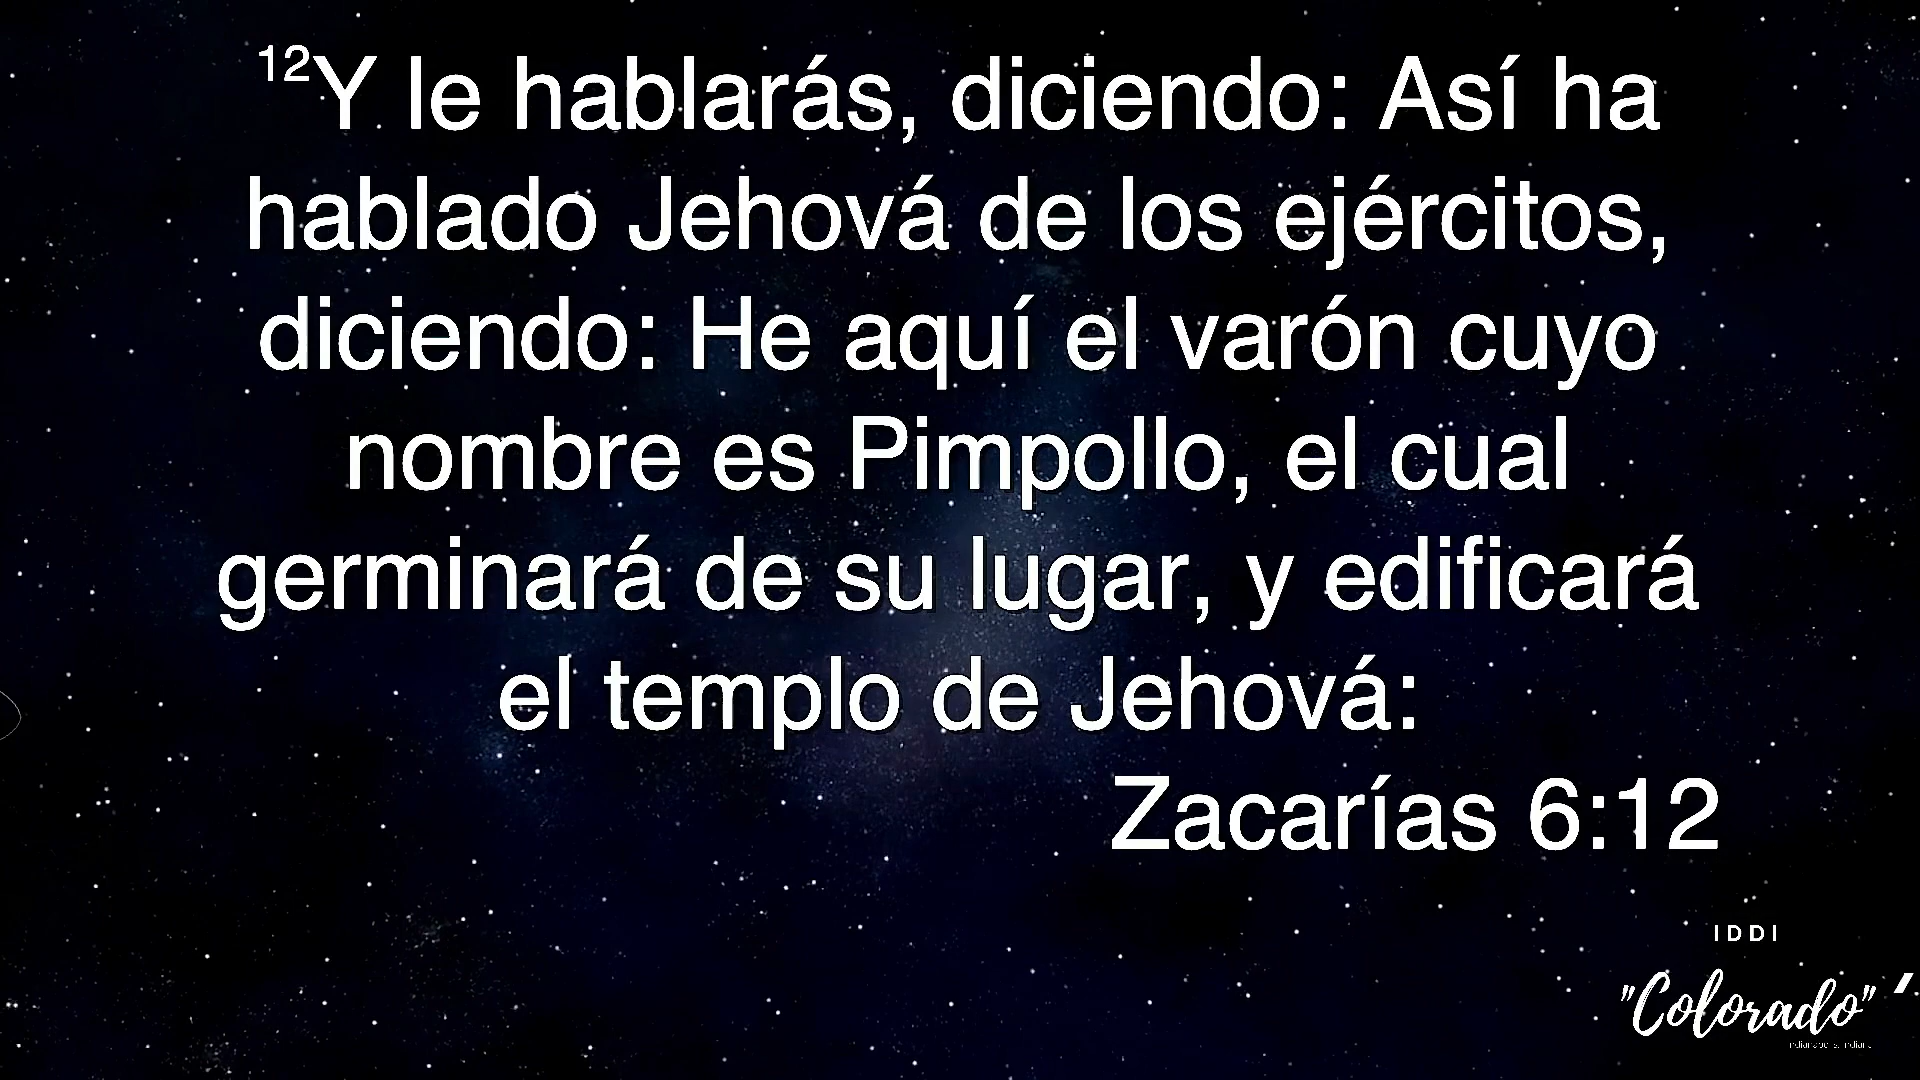 12Y le hablarás, diciendo: Así ha
hablado Jehová de los ejércitos,
diciendo: He aquí el varón cuyo
nombre es Pimpollo, el cual
germinará de su lugar, y edificará
el templo de Jehová:
Zacarías 6:12
IDDI
"Colorado"